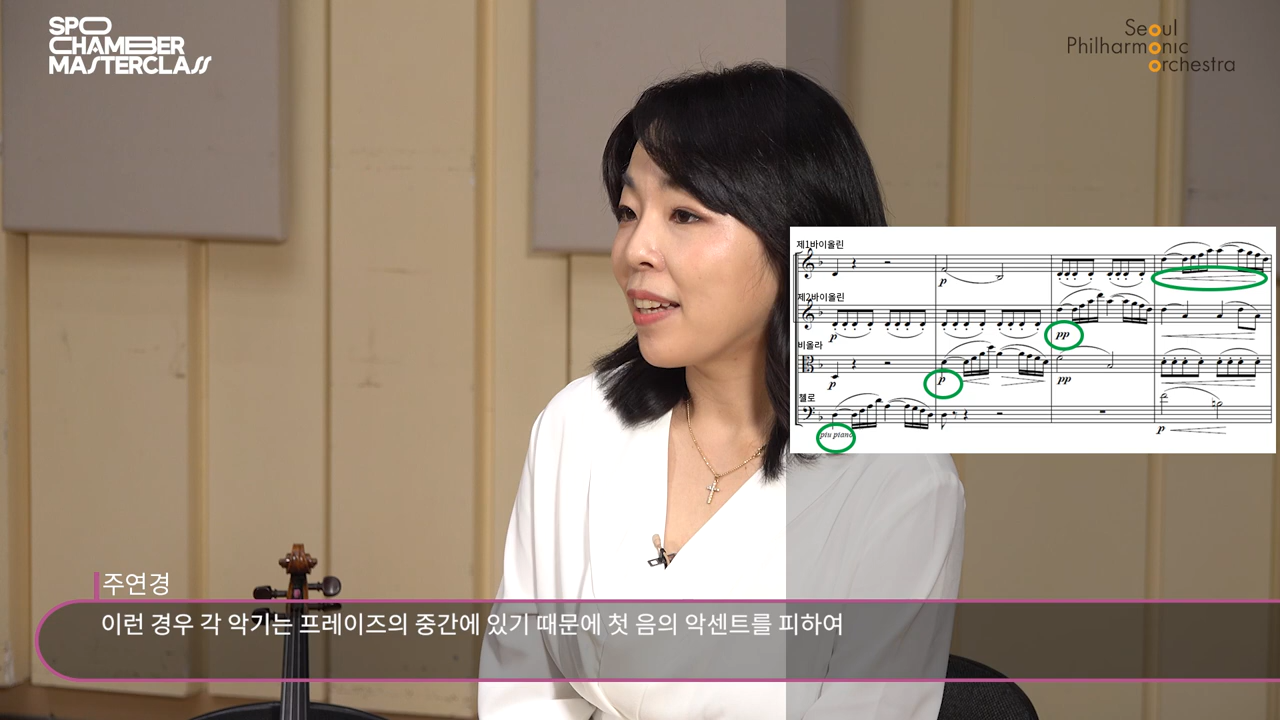 SPO
CHAMBER
MASTERCLASS
Seoul
Philharmonic
Orchestra
제1바이올린
p
제2바이올린
p
pp
비올라
p
p
pp
첼로
piu piano
p
주연경
이런 경우 각 악기는 프레이즈의 중간에 있기 때문에 첫 음의 악센트를 피하여